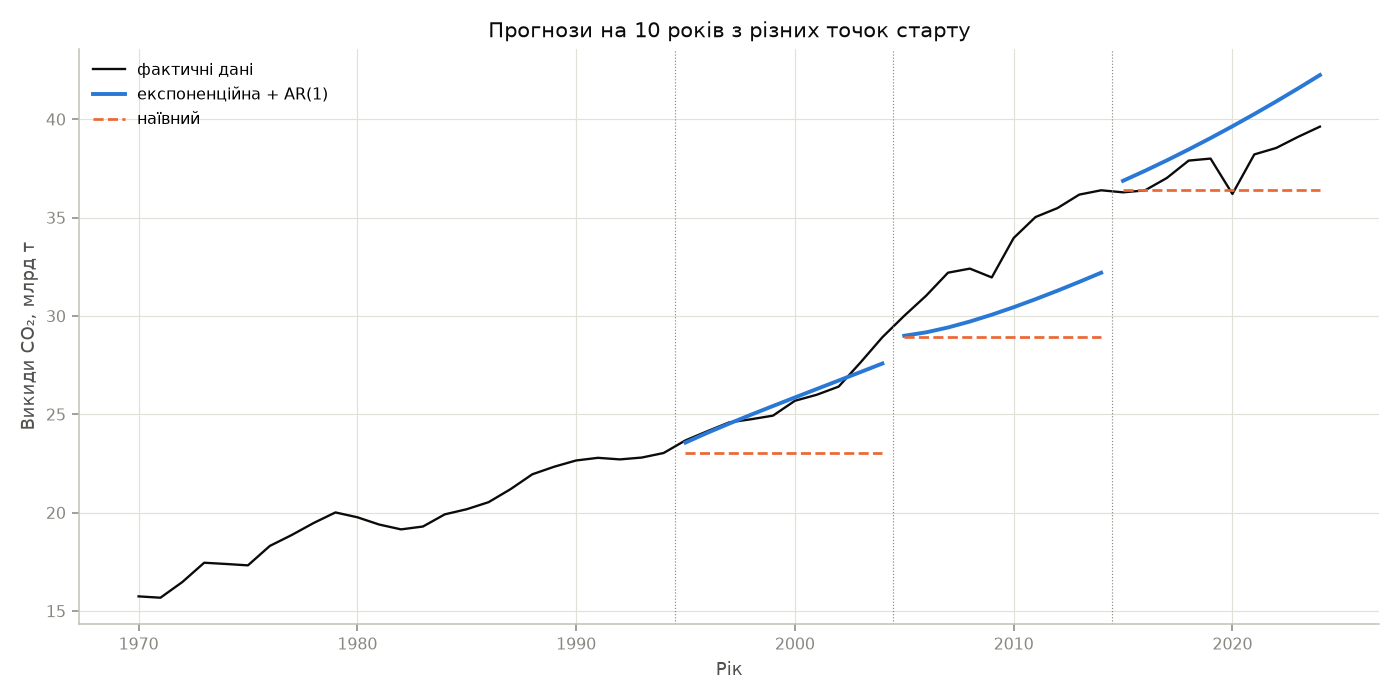 Прогнози на 10 років з різних точок старту
фактичні дані
експоненційна + AR(1)
наївний
Викиди CO₂, млрд т
40
35
30
25
20
15
1970
1980
1990
2000
2010
2020
Рік